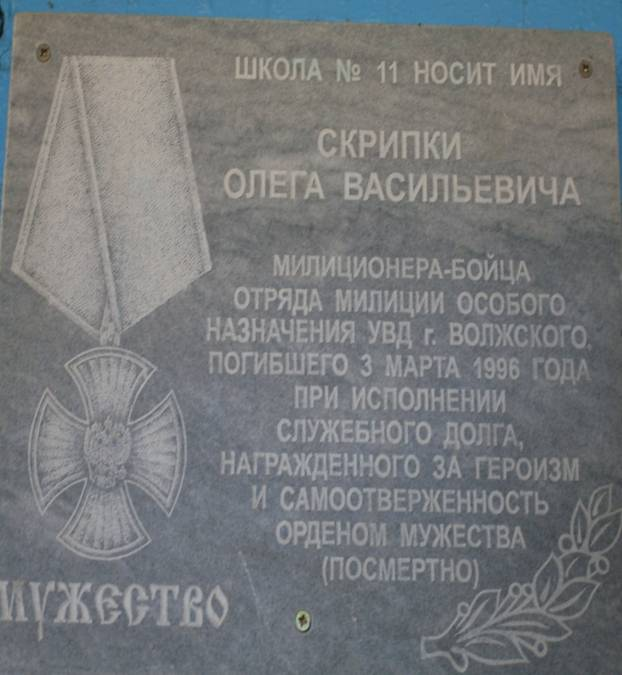 ШКОЛА № 11 НОСИТ ИМЯ
СКРИПКИ
ОЛЕГА ВАСИЛЬЕВИЧА
МИЛИЦИОНЕРА-БОЙЦА
ОТРЯДА МИЛИЦИИ ОСОБОГО
НАЗНАЧЕНИЯ УВД г. ВОЛЖСКОГО,
ПОГИБШЕГО 3 МАРТА 1996 ГОДА
ПРИ ИСПОЛНЕНИИ
СЛУЖЕБНОГО ДОЛГА,
НАГРАЖДЕННОГО ЗА ГЕРОИЗМ
И САМООТВЕРЖЕННОСТЬ
ОРДЕНОМ МУЖЕСТВА
(ПОСМЕРТНО)
МУЖЕСТВО